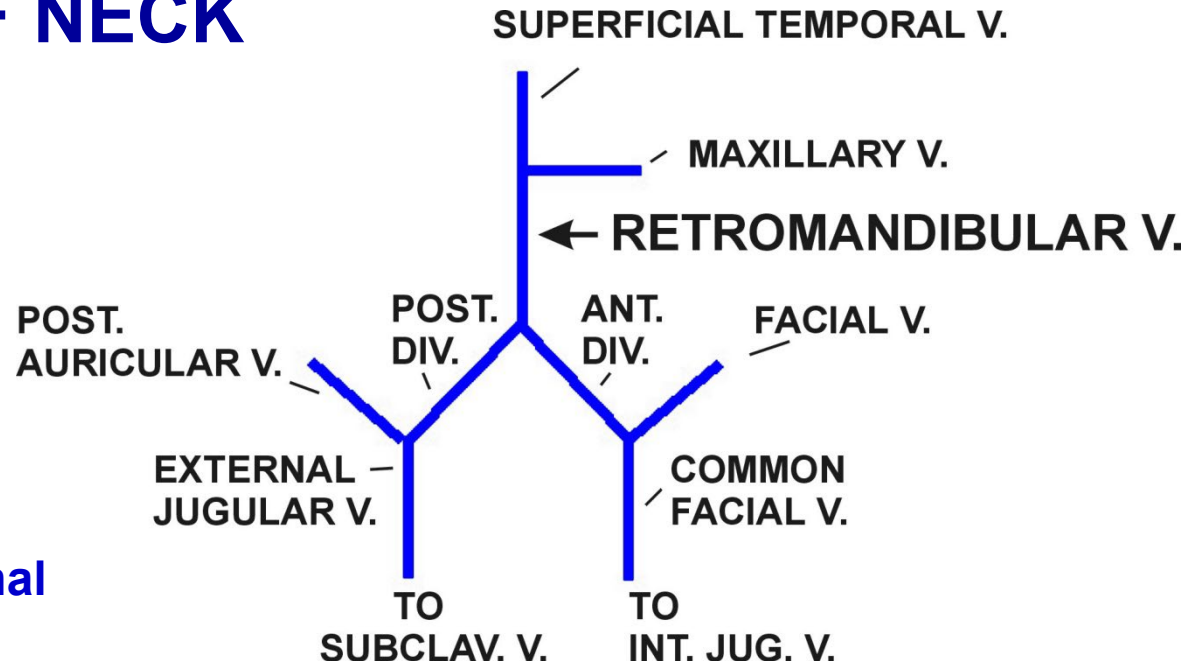 NECK
SUPERFICIAL TEMPORAL V.
MAXILLARY V.
RETROMANDIBULAR V.
POST.
AURICULAR V.
POST.
DIV.
ANT.
DIV.
FACIAL V.
EXTERNAL
JUGULAR V.
COMMON
FACIAL V.
TO
SUBCLAV. V.
TO
INT. JUG. V.